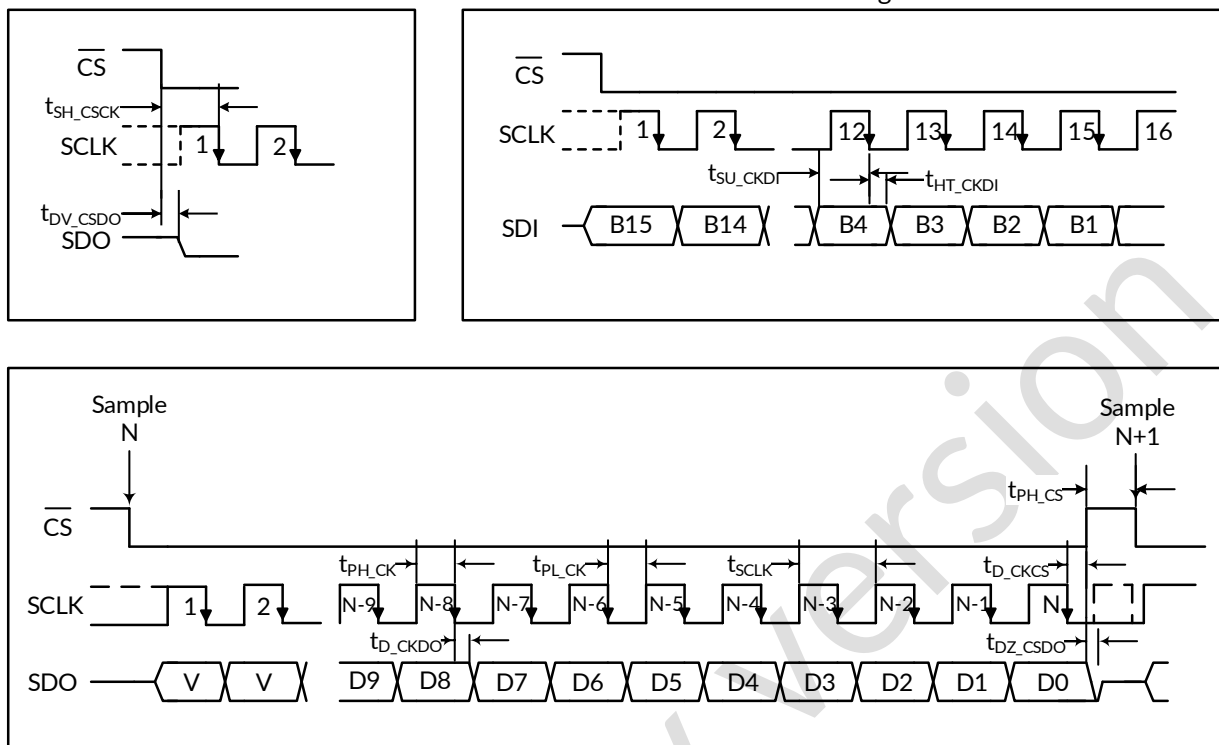 CS
tSH_CSCK
SCLK 1 2
tDV_CSDO
SDO
CS
SCLK 1 2 12 13 14 15 16
tSU_CKDI tHT_CKDI
SDI B15 B14 B4 B3 B2 B1
Sample Sample
N N+1
tPH_CS
CS
tPH_CK tPL_CK tSCLK tD_CKCS
SCLK 1 2 N-9 N-8 N-7 N-6 N-5 N-4 N-3 N-2 N-1 N
tD_CKDO tDZ_CSDO
SDO V V D9 D8 D7 D6 D5 D4 D3 D2 D1 D0
version